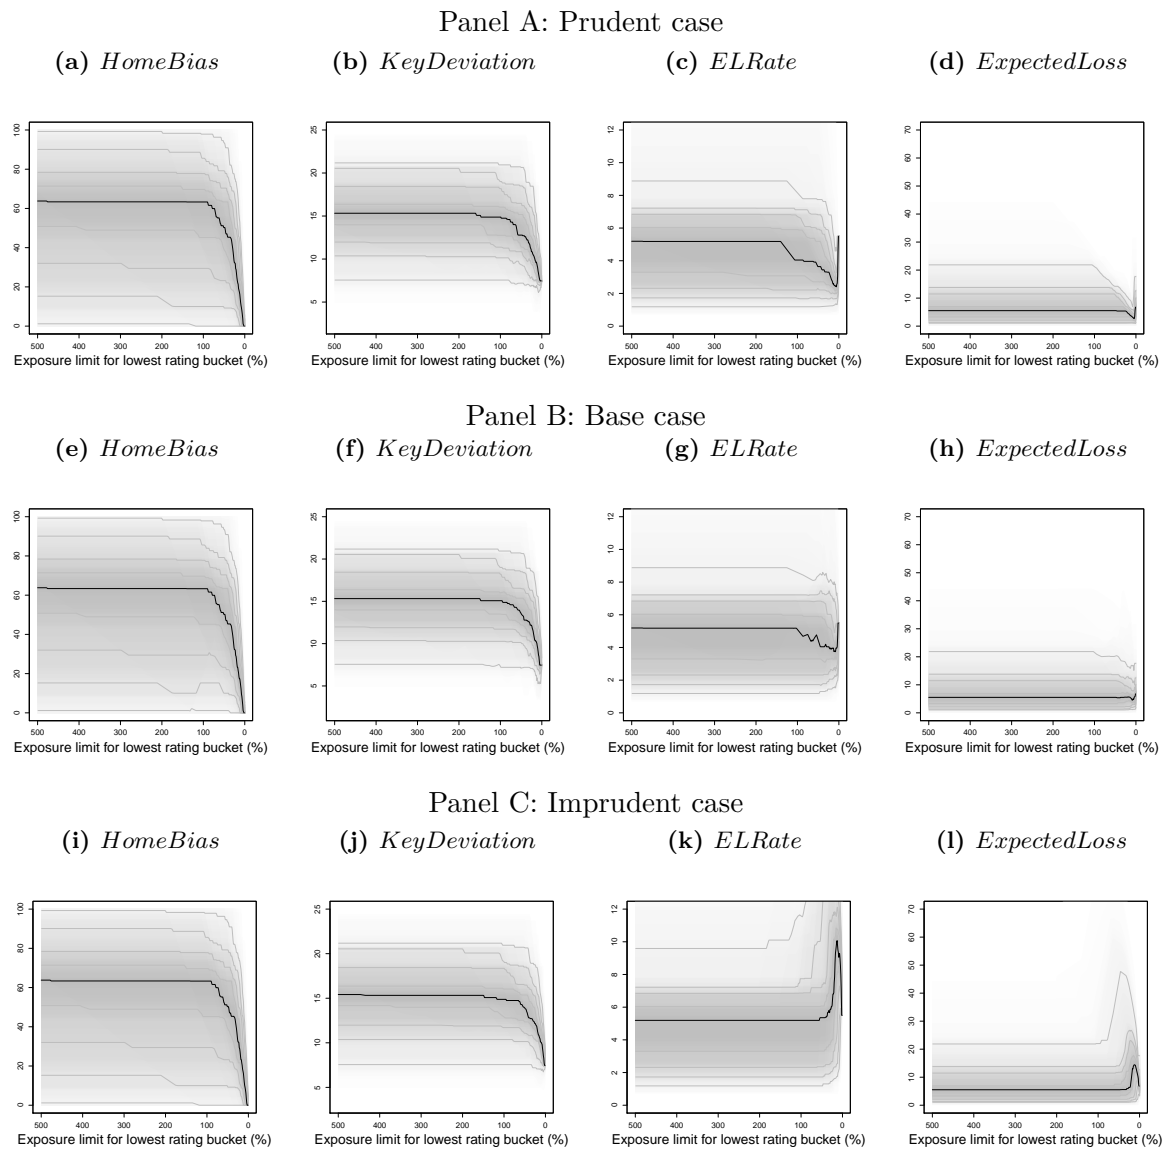 Panel A: Prudent case
(a) HomeBias (b) KeyDeviation (c) ELRate (d) ExpectedLoss
100 80 60 40 20 0
25 20 15 10 5
12 10 8 6 4 2 0
70 60 50 40 30 20 10 0
500 400 300 200 100 0 500 400 300 200 100 0 500 400 300 200 100 0 500 400 300 200 100 0
Exposure limit for lowest rating bucket (%) Exposure limit for lowest rating bucket (%) Exposure limit for lowest rating bucket (%) Exposure limit for lowest rating bucket (%)
Panel B: Base case
(e) HomeBias (f) KeyDeviation (g) ELRate (h) ExpectedLoss
100 80 60 40 20 0
25 20 15 10 5
12 10 8 6 4 2 0
70 60 50 40 30 20 10 0
500 400 300 200 100 0 500 400 300 200 100 0 500 400 300 200 100 0 500 400 300 200 100 0
Exposure limit for lowest rating bucket (%) Exposure limit for lowest rating bucket (%) Exposure limit for lowest rating bucket (%) Exposure limit for lowest rating bucket (%)
Panel C: Imprudent case
(i) HomeBias (j) KeyDeviation (k) ELRate (l) ExpectedLoss
100 80 60 40 20 0
25 20 15 10 5
12 10 8 6 4 2 0
70 60 50 40 30 20 10 0
500 400 300 200 100 0 500 400 300 200 100 0 500 400 300 200 100 0 500 400 300 200 100 0
Exposure limit for lowest rating bucket (%) Exposure limit for lowest rating bucket (%) Exposure limit for lowest rating bucket (%) Exposure limit for lowest rating bucket (%)